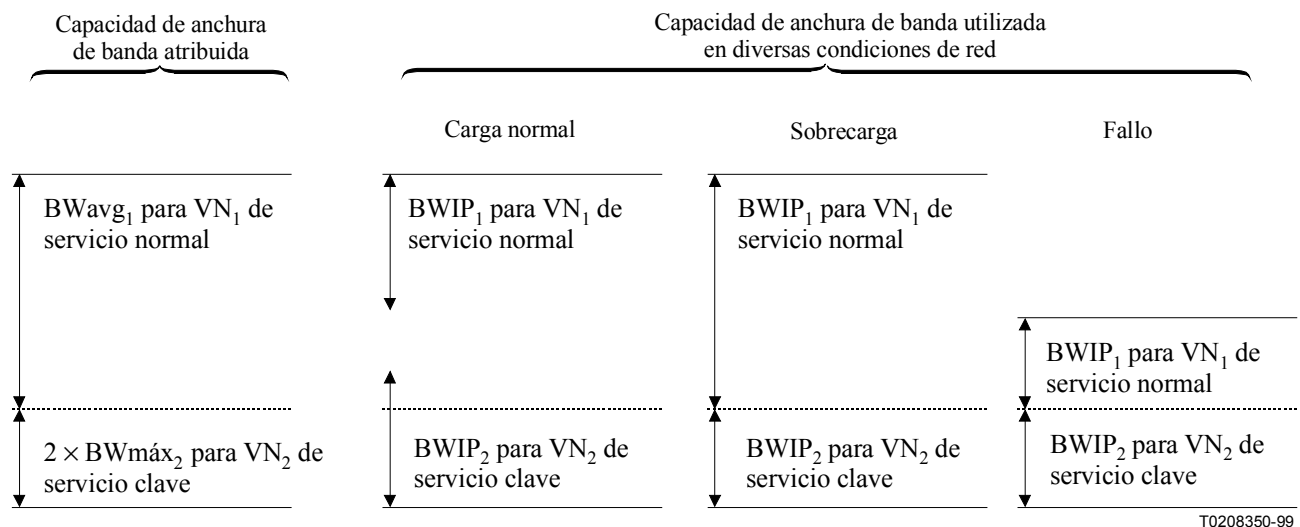 Capacidad de anchura
de banda atribuida
Capacidad de anchura de banda utilizada
en diversas condiciones de red
Carga normal
Sobrecarga
Fallo
BWavg₁ para VN₁ de
servicio normal
BWIP₁ para VN₁ de
servicio normal
BWIP₁ para VN₁ de
servicio normal
BWIP₁ para VN₁ de
servicio normal
2 × BWmáx₂ para VN₂ de
servicio clave
BWIP₂ para VN₂ de
servicio clave
BWIP₂ para VN₂ de
servicio clave
BWIP₂ para VN₂ de
servicio clave
T0208350-99